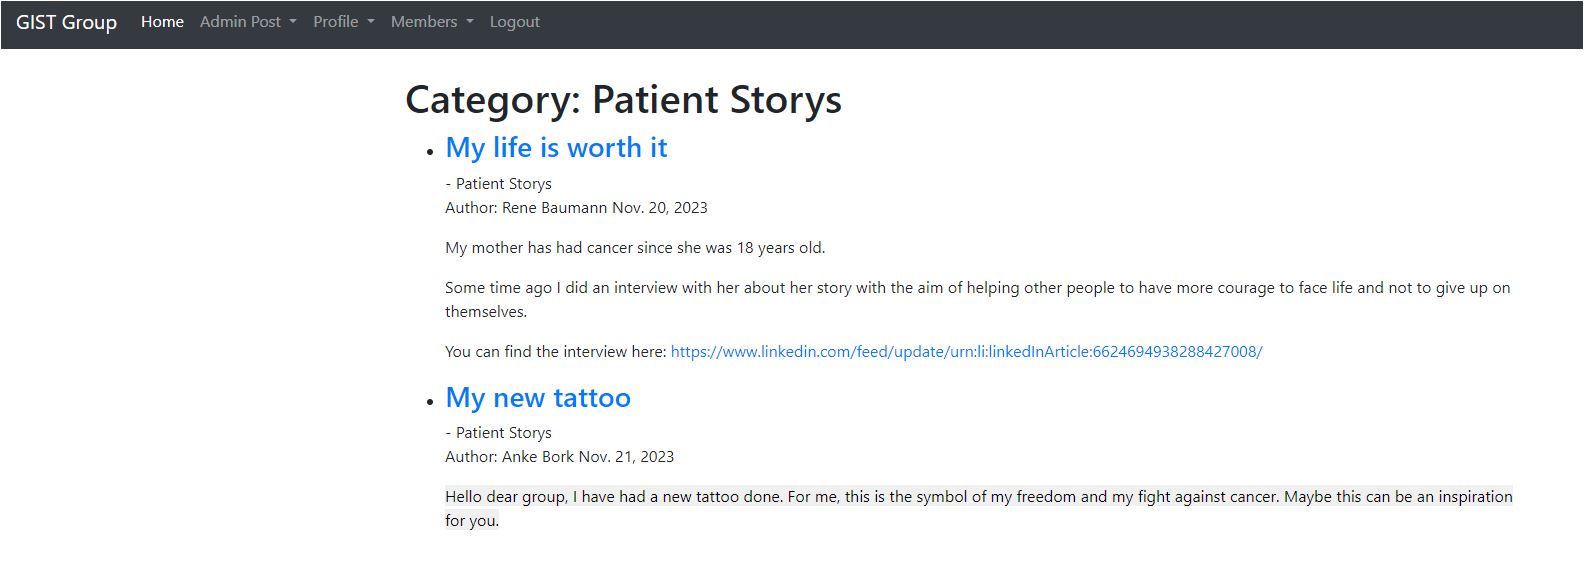 GIST Group Home Admin Post Profile Members Logout
Category: Patient Storys
My life is worth it
- Patient Storys
Author: Rene Baumann Nov. 20, 2023
My mother has had cancer since she was 18 years old.
Some time ago I did an interview with her about her story with the aim of helping other people to have more courage to face life and not to give up on
themselves.
You can find the interview here: https://www.linkedin.com/feed/update/urn:li:linkedInArticle:6624694938288427008/
My new tattoo
- Patient Storys
Author: Anke Bork Nov. 21, 2023
Hello dear group, I have had a new tattoo done. For me, this is the symbol of my freedom and my fight against cancer. Maybe this can be an inspiration
for you.